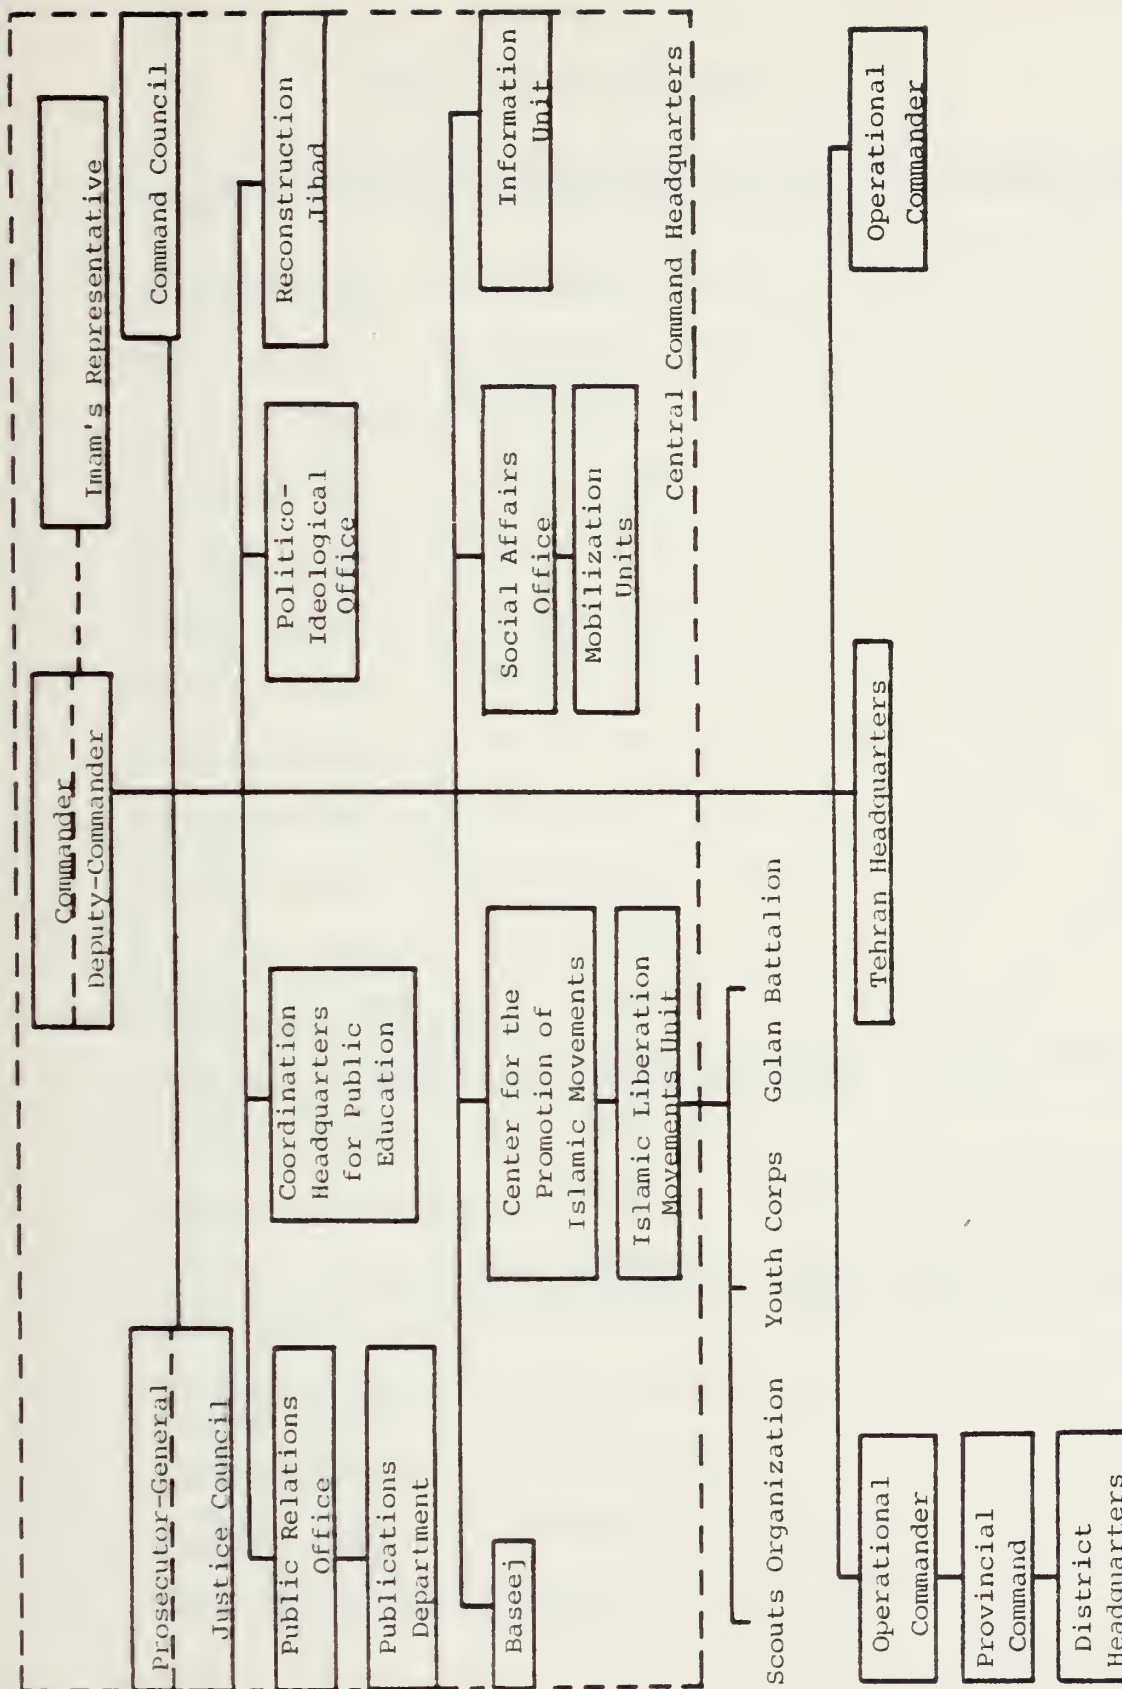 Commander
Deputy-Commander
Imam's Representative
Prosecutor-General
Justice Council
Command Council
Public Relations
Office
Publications
Department
Coordination
Headquarters
for Public
Education
Politico-
Ideological
Office
Reconstruction
Jihad
Baseej
Center for the
Promotion of
Islamic Movements
Islamic Liberation
Movements Unit
Social Affairs
Office
Mobilization
Units
Information
Unit
Central Command Headquarters
Scouts Organization
Youth Corps
Golan Battalion
Operational
Commander
Provincial
Command
District
Headquarters
Tehran Headquarters
Operational
Commander